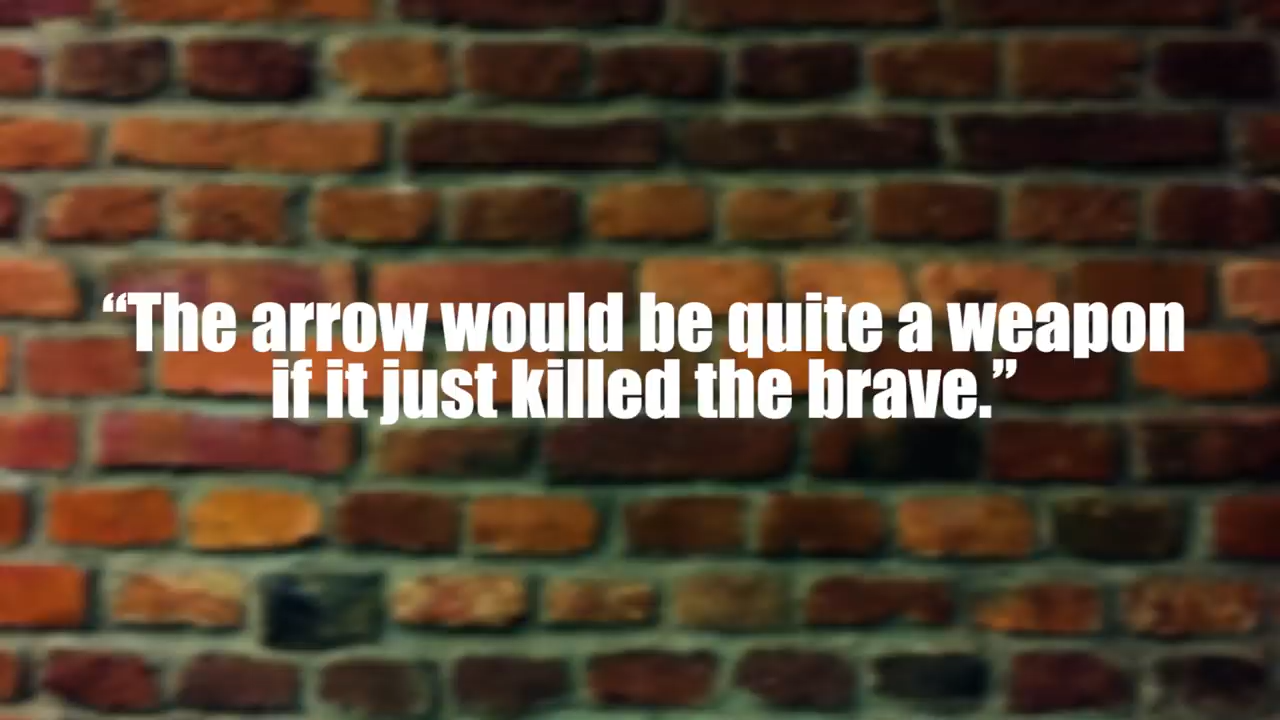 “The arrow would be quite a weapon
if it just killed the brave.”